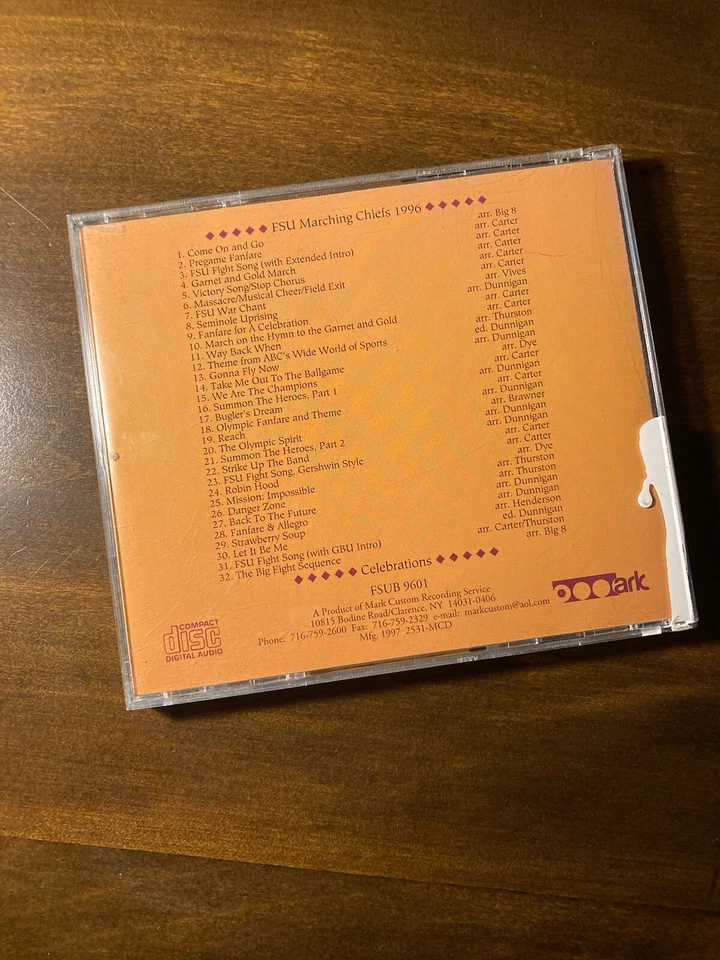 FSU Marching Chiefs 1996
1. Come On and Go arr. Big 8
2. Pregame Fanfare arr. Carter
3. FSU Fight Song (with Extended Intro) arr. Carter
4. Garnet and Gold March arr. Carter
5. Victory Song/Stop Chorus arr. Carter
6. Massacre/Musical Cheer/Field Exit arr. Carter
7. FSU War Chant arr. Vives
8. Seminole Uprising arr. Dunnigan
9. Fanfare for A Celebration arr. Carter
10. March on the Hymn to the Garnet and Gold arr. Carter
11. Way Back When arr. Thurston
12. Theme from ABC's Wide World of Sports ed. Dunnigan
13. Gonna Fly Now arr. Dunnigan
14. Take Me Out To The Ballgame arr. Dye
15. We Are The Champions arr. Carter
16. Summon The Heroes, Part 1 arr. Dunnigan
17. Bugler's Dream arr. Carter
18. Olympic Fanfare and Theme arr. Dunnigan
19. Reach arr. Brawner
20. The Olympic Spirit arr. Dunnigan
21. Summon The Heroes, Part 2 arr. Dunnigan
22. Strike Up The Band arr. Carter
23. FSU Fight Song, Gershwin Style arr. Carter
24. Robin Hood arr. Dye
25. Mission: Impossible arr. Thurston
26. Danger Zone arr. Thurston
27. Back To The Future arr. Dunnigan
28. Fanfare & Allegro arr. Dunnigan
29. Strawberry Soup arr. Henderson
30. Let It Be Me ed. Dunnigan
31. FSU Fight Song (with GBU Intro) arr. Carter/Thurston
32. The Big Eight Sequence arr. Big 8
Celebrations
FSUB 9601
A Product of Mark Custom Recording Service
10815 Bodine Road/Clarence, NY 14031-0406
Phone: 716-759-2600 Fax: 716-759-2329 e-mail: markcustom@aol.com
Mfg. 1997 2531-MCD
COMPACT
disc
DIGITAL AUDIO
mark